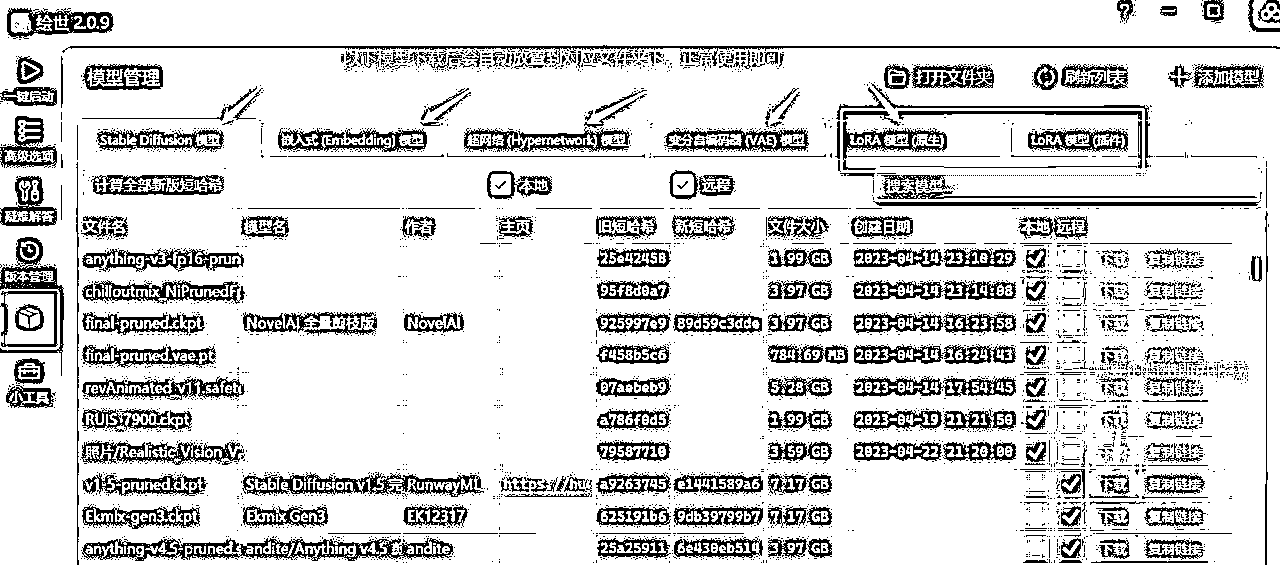 绘世 2.0.9
以下模型下载后会自动放置到对应文件夹下，正常使用即可
模型管理 打开文件夹 刷新列表 添加模型
一键启动
Stable Diffusion 模型 嵌入式 (Embedding) 模型 超网络 (Hypernetwork) 模型 变分自编码器 (VAE) 模型 LoRA 模型 (原生) LoRA 模型 (插件)
高级选项
计算全部新版短哈希 本地 远程 搜索模型...
疑难解答
文件名 模型名 作者 主页 旧短哈希 新短哈希 文件大小 创建日期 本地 远程
anything-v3-fp16-prun 25e42458 1.99 GB 2023-04-14 23:10:29 下载 复制链接
版本管理
chilloutmix_NiPrunedF 95f8d0a7 3.97 GB 2023-04-14 23:14:08 下载 复制链接
final-pruned.ckpt NovelAI 全量剪枝版 NovelAI 925997e9 89d59c3dde 3.97 GB 2023-04-14 16:23:58 下载 复制链接
final-pruned.vae.pt f458b5c6 784.69 MB 2023-04-14 16:24:43 下载 复制链接
revAnimated_v11.safet 07aebeb9 5.28 GB 2023-04-14 17:54:45 下载 复制链接
小工具
RUIS 7900.ckpt a786f0d5 1.99 GB 2023-04-19 21:21:50 下载 复制链接
照片/Realistic_Vision_V 79587710 3.59 GB 2023-04-22 21:20:00 下载 复制链接
v1-5-pruned.ckpt Stable Diffusion v1.5 完 RunwayML https://hug a9263745 e1441589a6 7.17 GB 下载 复制链接
Ekmix-gen3.ckpt Ekmix Gen3 EK12317 625191b6 9db39799b7 7.17 GB 下载 复制链接
anything-v4.5-pruned.s andite/Anything v4.5 andite 25a25911 6e430eb514 3.97 GB 下载 复制链接